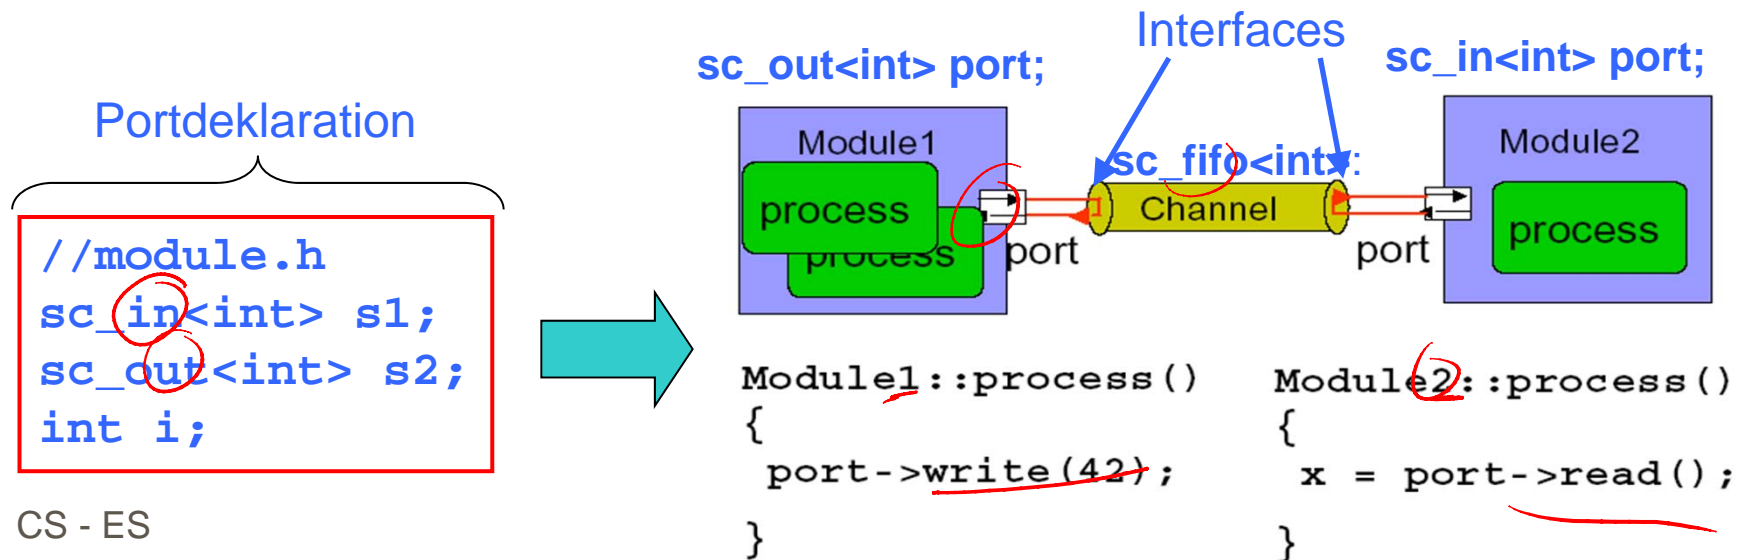 Portdeklaration
//module.h
sc_in<int> s1;
sc_out<int> s2;
int i;
CS - ES
Interfaces
sc_out<int> port;
sc_in<int> port;
Module1
process
process
port
sc_fifo<int>:
Channel
port
Module2
process
Module1::process()
{
port->write(42);
}
Module2::process()
{
x = port->read();
}